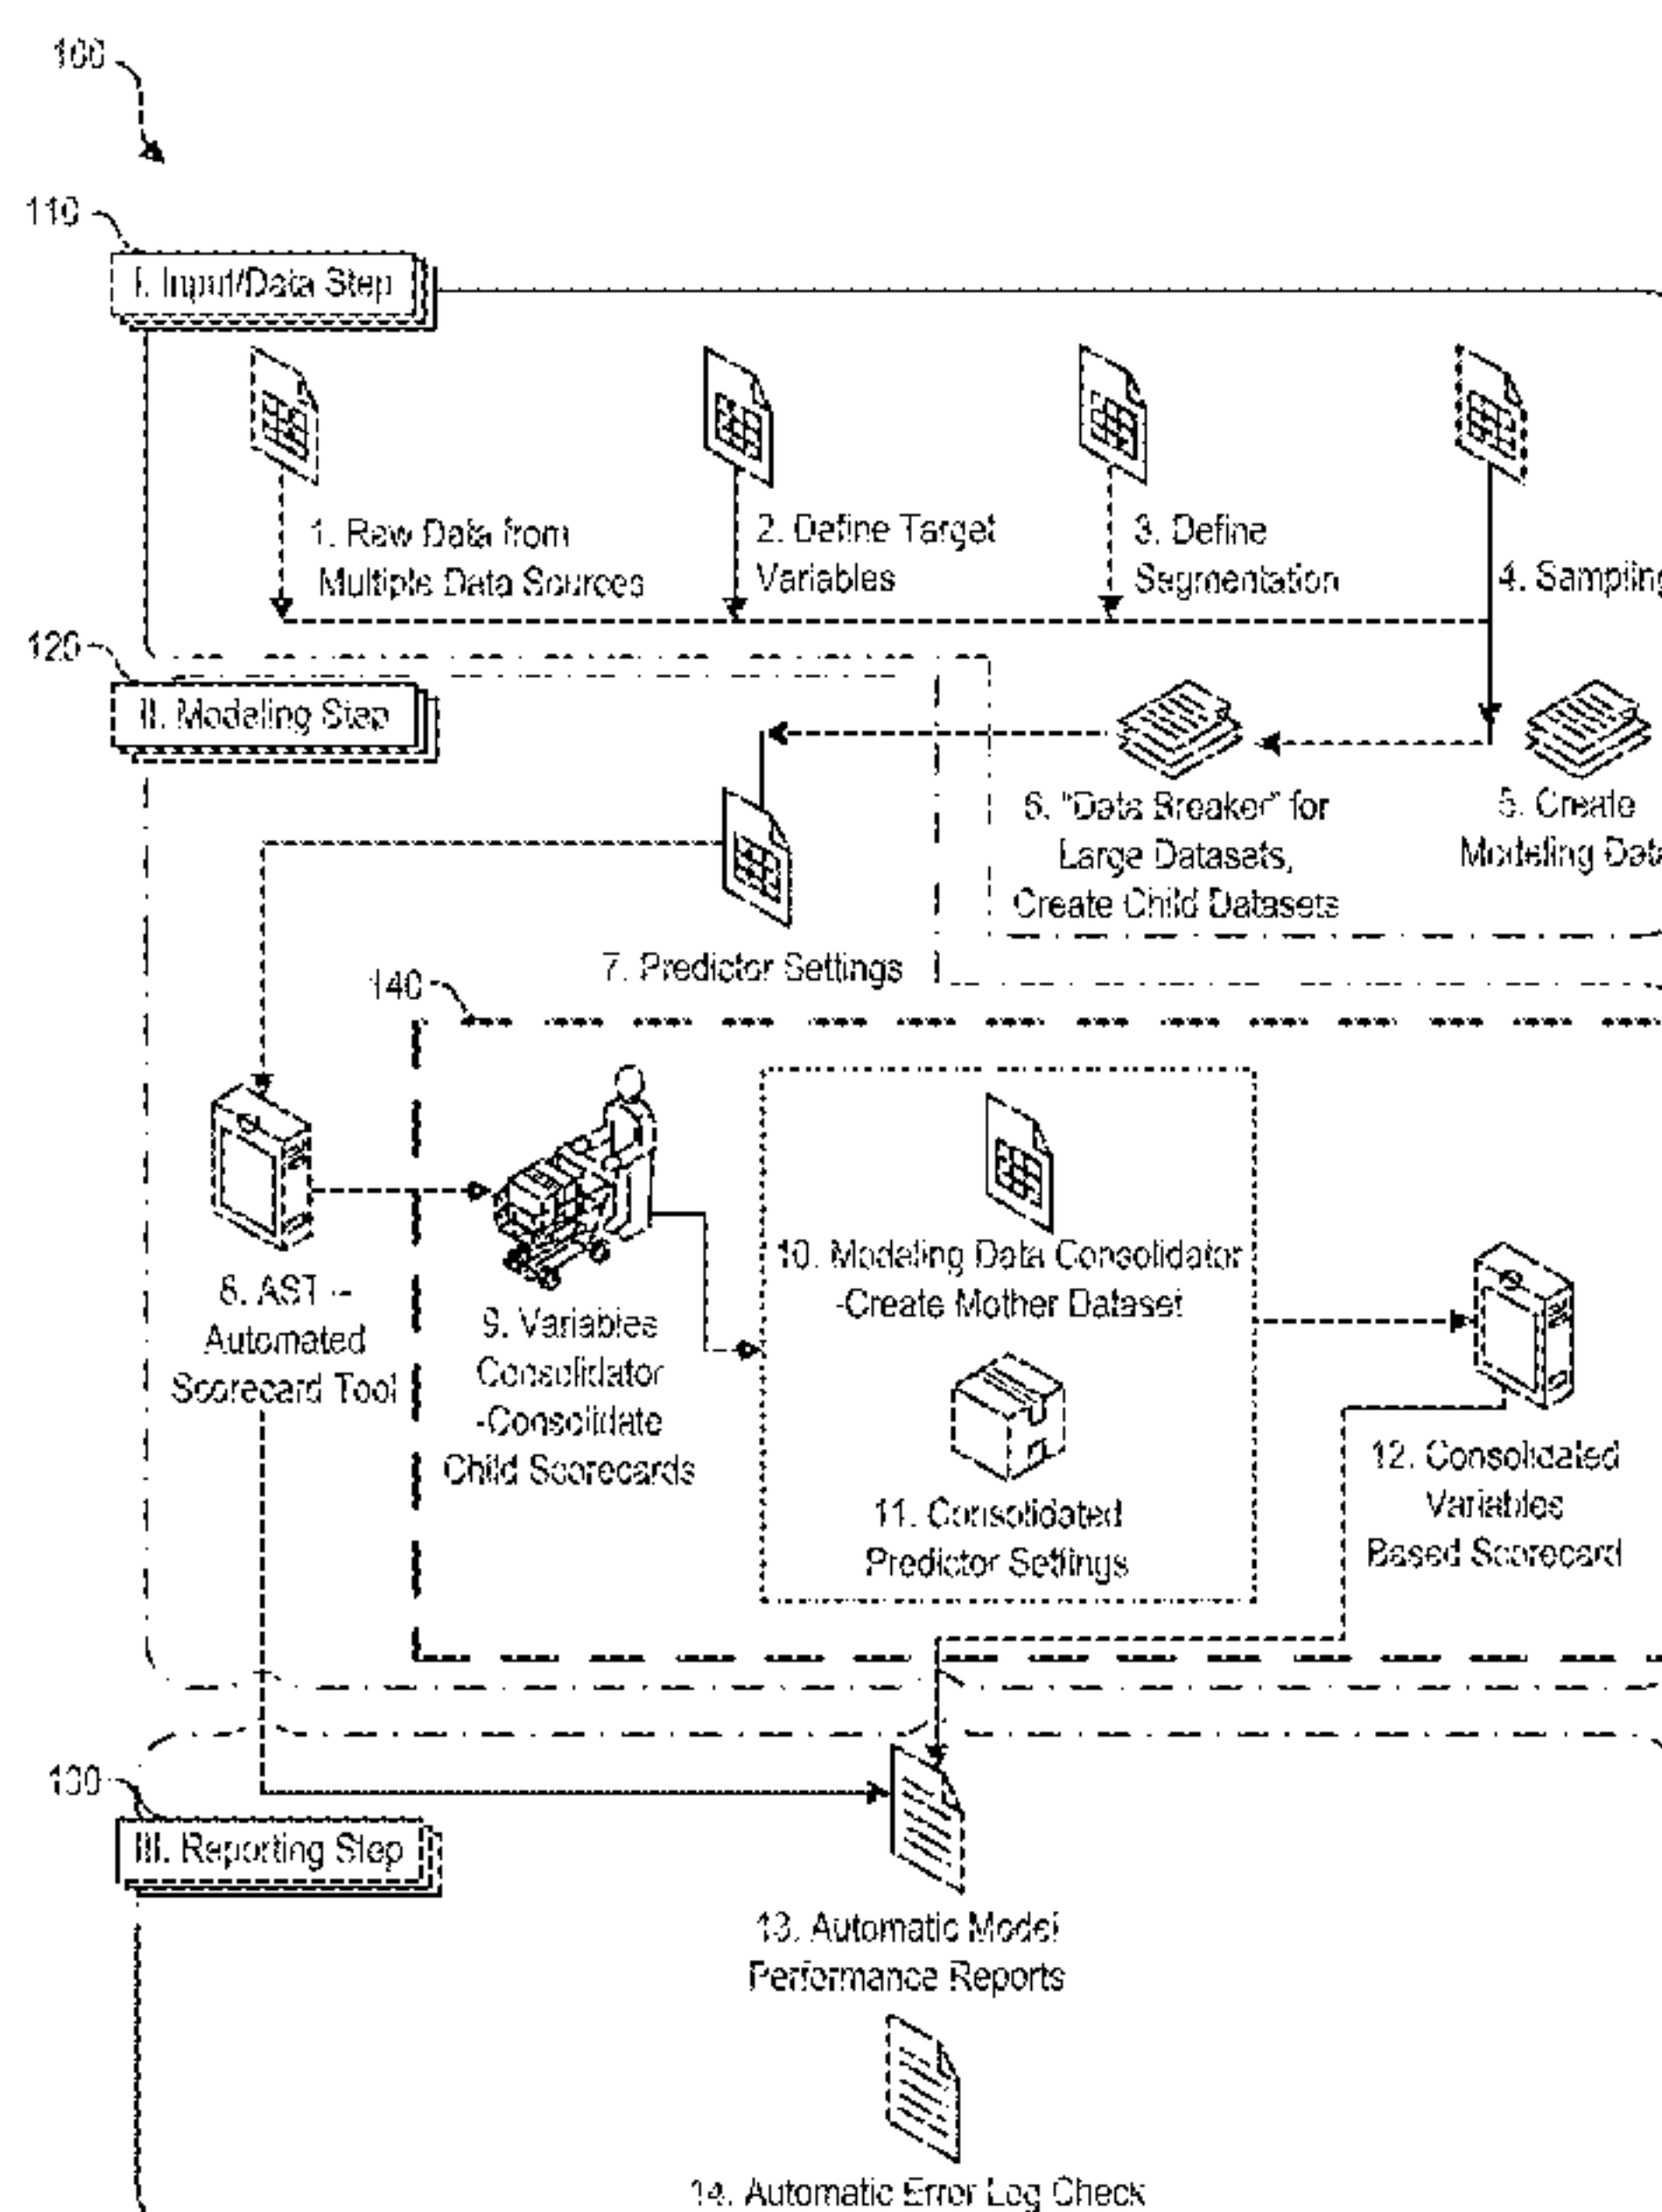 100
110
I. Input/Data Step
1. Raw Data from
Multiple Data Sources
2. Define Target
Variables
3. Define
Segmentation
4. Sampling
120
II. Modeling Step
6. "Data Breaker" for
Large Datasets,
Create Child Datasets
5. Create
Modeling Data
7. Predictor Settings
140
8. AST –
Automated
Scorecard Tool
9. Variables
Consolidator
-Consolidate
Child Scorecards
10. Modeling Data Consolidator
-Create Mother Dataset
11. Consolidated
Predictor Settings
12. Consolidated
Variables
Based Scorecard
130
III. Reporting Step
13. Automatic Model
Performance Reports
14. Automatic Error Log Check